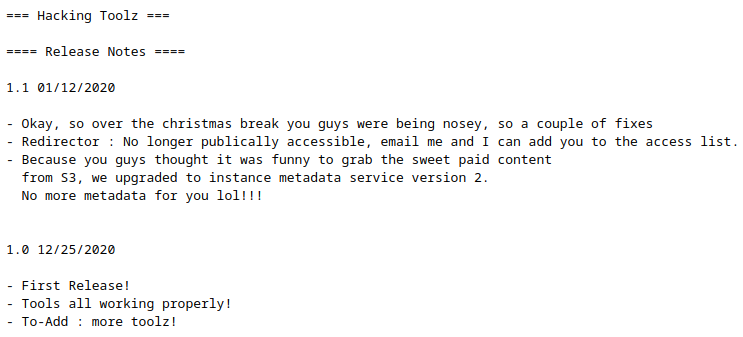 === Hacking Toolz ===
==== Release Notes ====
1.1 01/12/2020
- Okay, so over the christmas break you guys were being nosey, so a couple of fixes
- Redirector : No longer publically accessible, email me and I can add you to the access list.
- Because you guys thought it was funny to grab the sweet paid content
  from S3, we upgraded to instance metadata service version 2.
  No more metadata for you lol!!!
1.0 12/25/2020
- First Release!
- Tools all working properly!
- To-Add : more toolz!